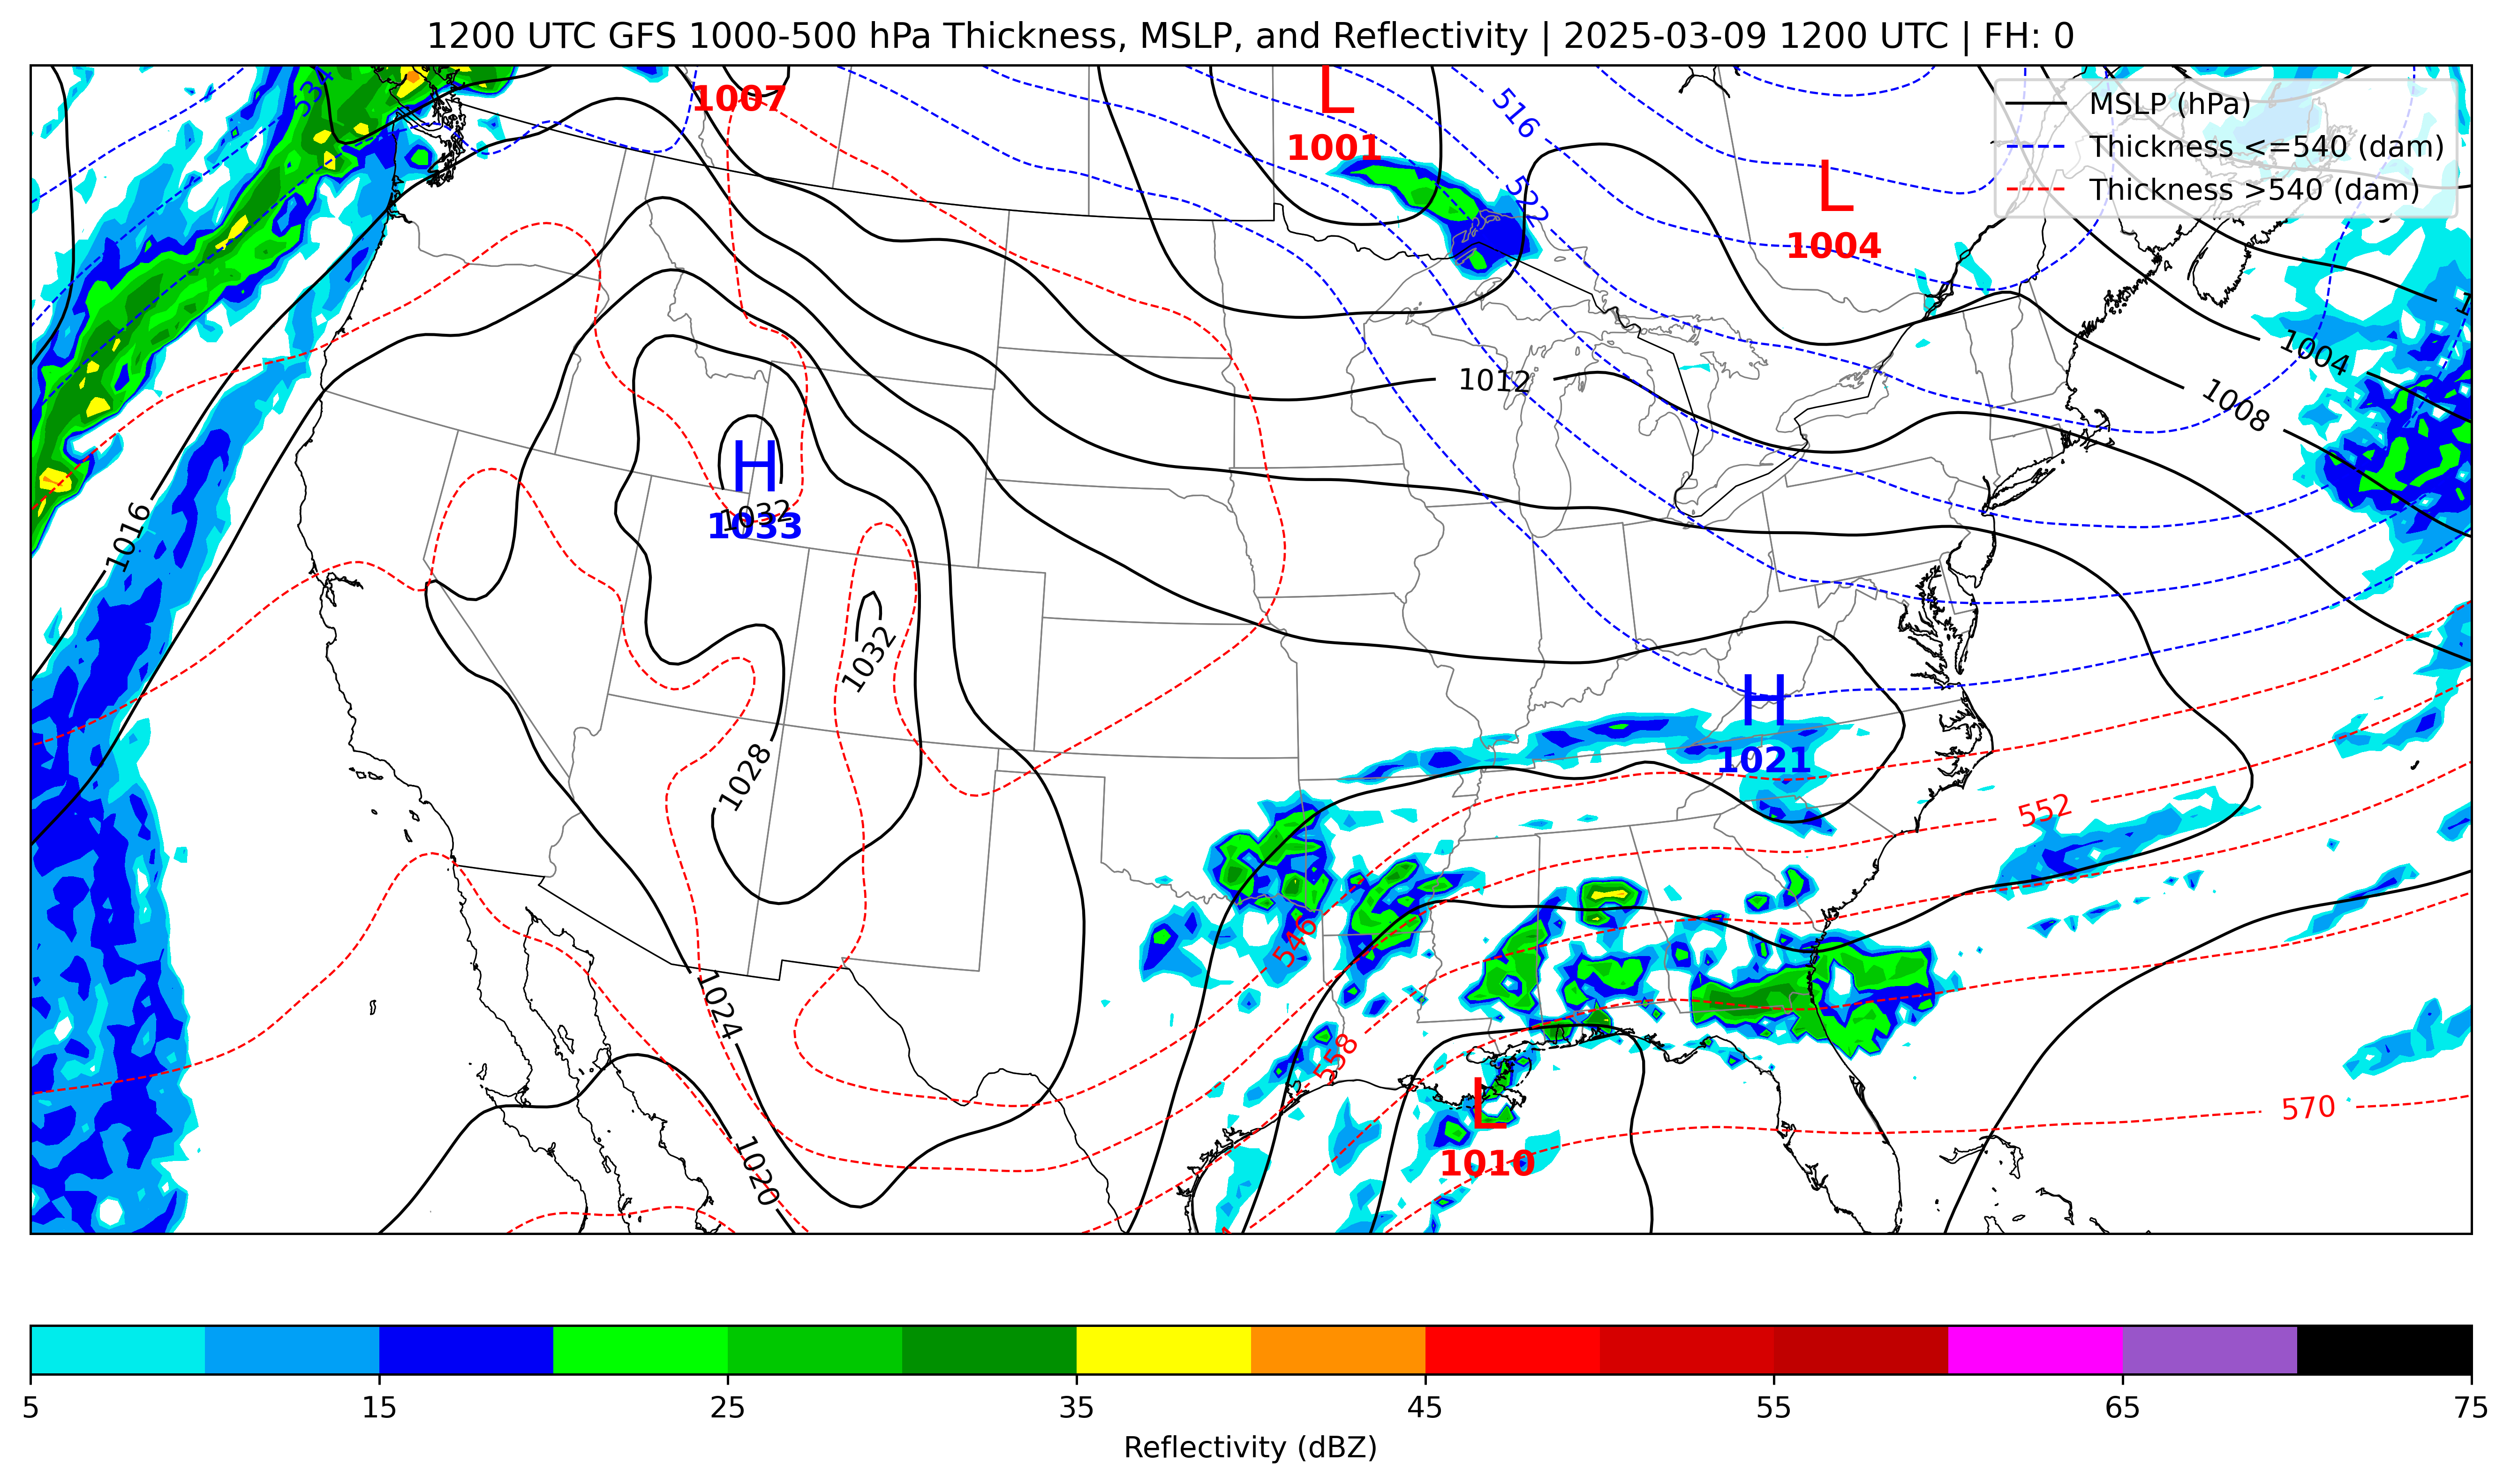 1200 UTC GFS 1000-500 hPa Thickness, MSLP, and Reflectivity | 2025-03-09 1200 UTC | FH: 0
MSLP (hPa)
Thickness <=540 (dam)
Thickness >540 (dam)
1007
L
1001
516
522
L
1004
1004
1008
1012
1016
H
1032
1033
1032
1028
H
1021
552
546
558
1024
1020
L
1010
570
5 15 25 35 45 55 65 75
Reflectivity (dBZ)